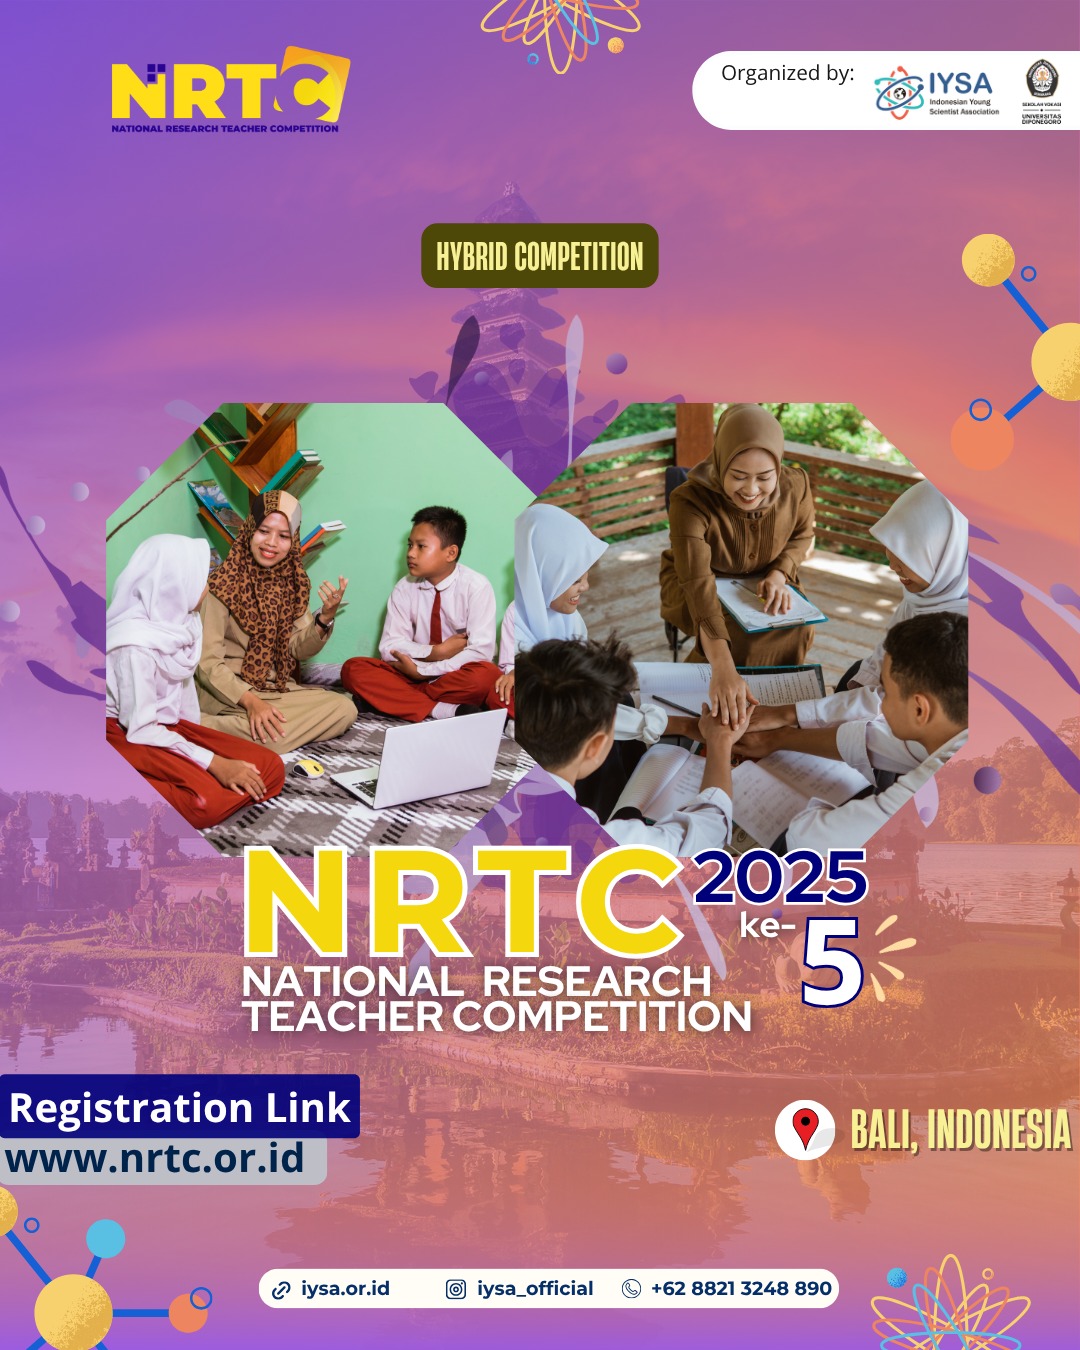 NRTC
NATIONAL RESEARCH TEACHER COMPETITION
Organized by:
IYSA
Indonesian Young
Scientist Association
SEKOLAH VOKASI
UNIVERSITAS
DIPONEGORO
HYBRID COMPETITION
NRTC 2025
ke-5
NATIONAL RESEARCH
TEACHER COMPETITION
Registration Link
www.nrtc.or.id
BALI, INDONESIA
iysa.or.id
iysa_official
+62 8821 3248 890